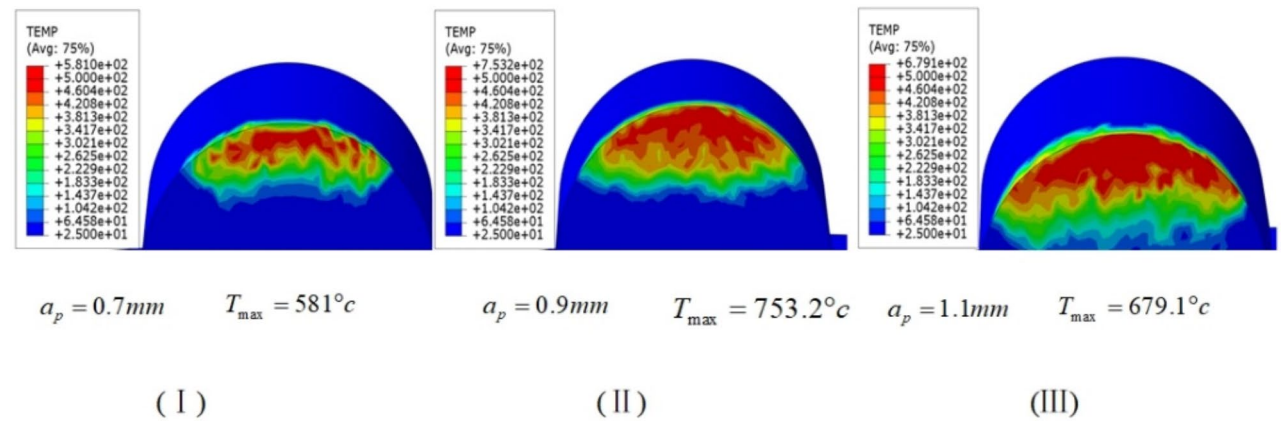 TEMP
(Avg: 75%)
+5.810e+02
+5.000e+02
+4.604e+02
+4.208e+02
+3.813e+02
+3.417e+02
+3.021e+02
+2.625e+02
+2.229e+02
+1.833e+02
+1.437e+02
+1.042e+02
+6.458e+01
+2.500e+01
TEMP
(Avg: 75%)
+7.532e+02
+5.000e+02
+4.604e+02
+4.208e+02
+3.813e+02
+3.417e+02
+3.021e+02
+2.625e+02
+2.229e+02
+1.833e+02
+1.437e+02
+1.042e+02
+6.458e+01
+2.500e+01
TEMP
(Avg: 75%)
+6.791e+02
+5.000e+02
+4.604e+02
+4.208e+02
+3.813e+02
+3.417e+02
+3.021e+02
+2.625e+02
+2.229e+02
+1.833e+02
+1.437e+02
+1.042e+02
+6.458e+01
+2.500e+01
a_p = 0.7mm T_max = 581°c
a_p = 0.9mm T_max = 753.2°c
a_p = 1.1mm T_max = 679.1°c
(Ⅰ)
(Ⅱ)
(Ⅲ)